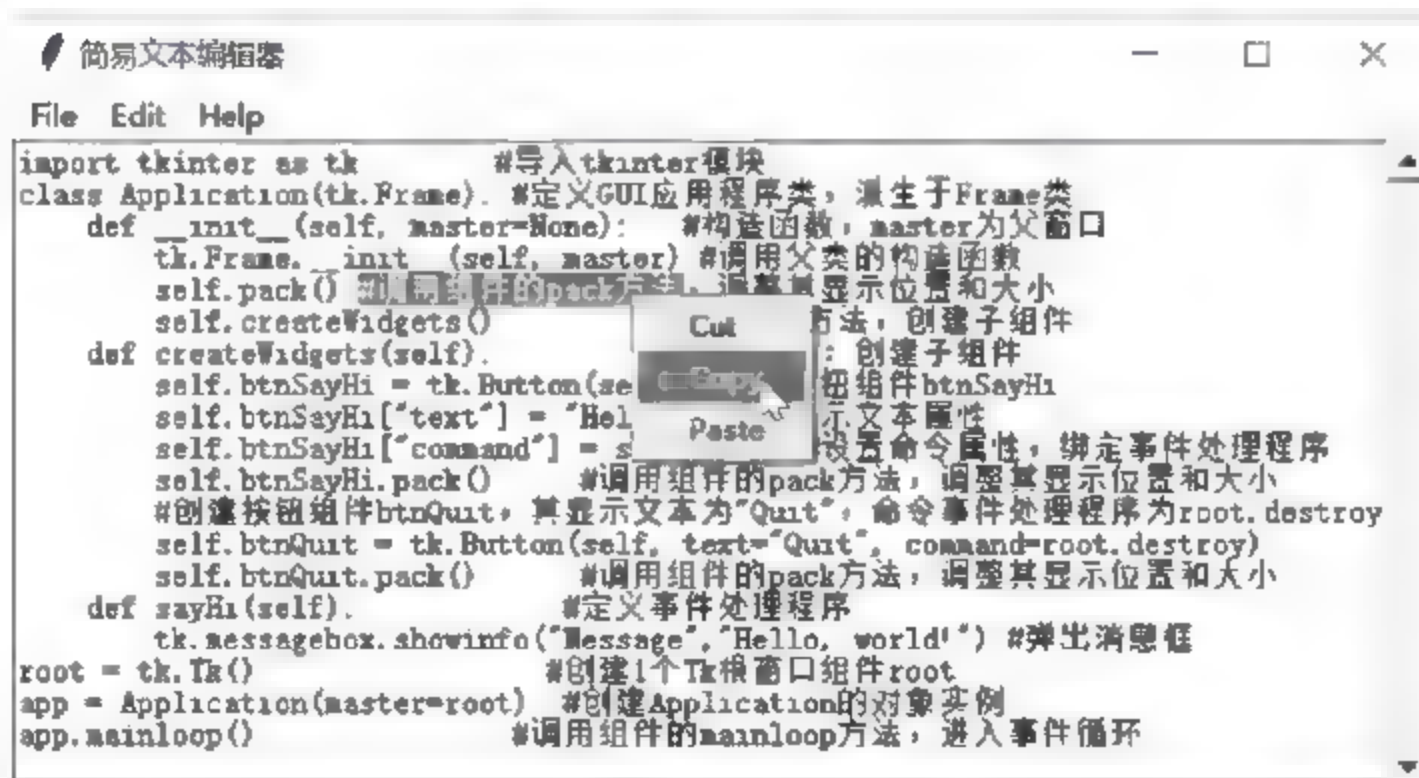 简易文本编辑器
File Edit Help
import tkinter as tk #导入tkinter模块
class Application(tk.Frame): #定义GUI应用程序类，派生于Frame类
def __init__(self, master=None): #构造函数，master为父窗口
tk.Frame.__init__(self, master) #调用父类的构造函数
self.pack() #调用组件的pack方法，调整其显示位置和大小
self.createWidgets() 方法，创建子组件
def createWidgets(self): ：创建子组件
self.btnSayHi = tk.Button(se 钮组件btnSayHi
self.btnSayHi["text"] = "Hel 示文本属性
self.btnSayHi["command"] = s 设置命令属性，绑定事件处理程序
self.btnSayHi.pack() #调用组件的pack方法，调整其显示位置和大小
#创建按钮组件btnQuit，其显示文本为"Quit"，命令事件处理程序为root.destroy
self.btnQuit = tk.Button(self, text="Quit", command=root.destroy)
self.btnQuit.pack() #调用组件的pack方法，调整其显示位置和大小
def sayHi(self): #定义事件处理程序
tk.messagebox.showinfo("Message","Hello, world!") #弹出消息框
root = tk.Tk() #创建1个Tk根窗口组件root
app = Application(master=root) #创建Application的对象实例
app.mainloop() #调用组件的mainloop方法，进入事件循环
Cut
Copy
Paste